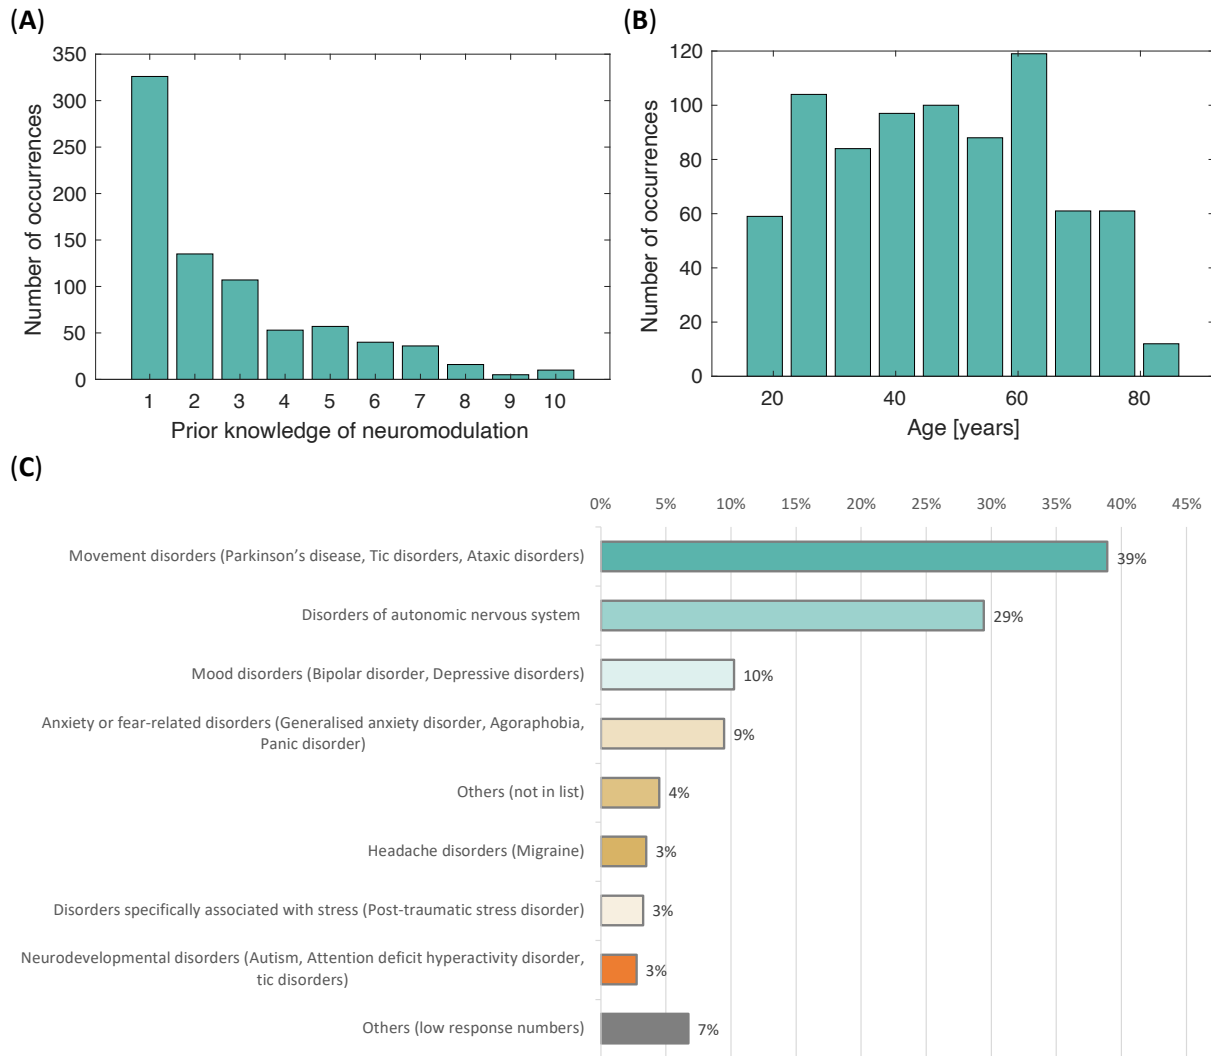 (A)
350
300
250
200
150
100
50
0
Number of occurrences
1 2 3 4 5 6 7 8 9 10
Prior knowledge of neuromodulation
(B)
120
100
80
60
40
20
0
Number of occurrences
20 40 60 80
Age [years]
(C)
0% 5% 10% 15% 20% 25% 30% 35% 40% 45%
Movement disorders (Parkinson's disease, Tic disorders, Ataxic disorders) 39%
Disorders of autonomic nervous system 29%
Mood disorders (Bipolar disorder, Depressive disorders) 10%
Anxiety or fear-related disorders (Generalised anxiety disorder, Agoraphobia,
Panic disorder) 9%
Others (not in list) 4%
Headache disorders (Migraine) 3%
Disorders specifically associated with stress (Post-traumatic stress disorder) 3%
Neurodevelopmental disorders (Autism, Attention deficit hyperactivity disorder,
tic disorders) 3%
Others (low response numbers) 7%